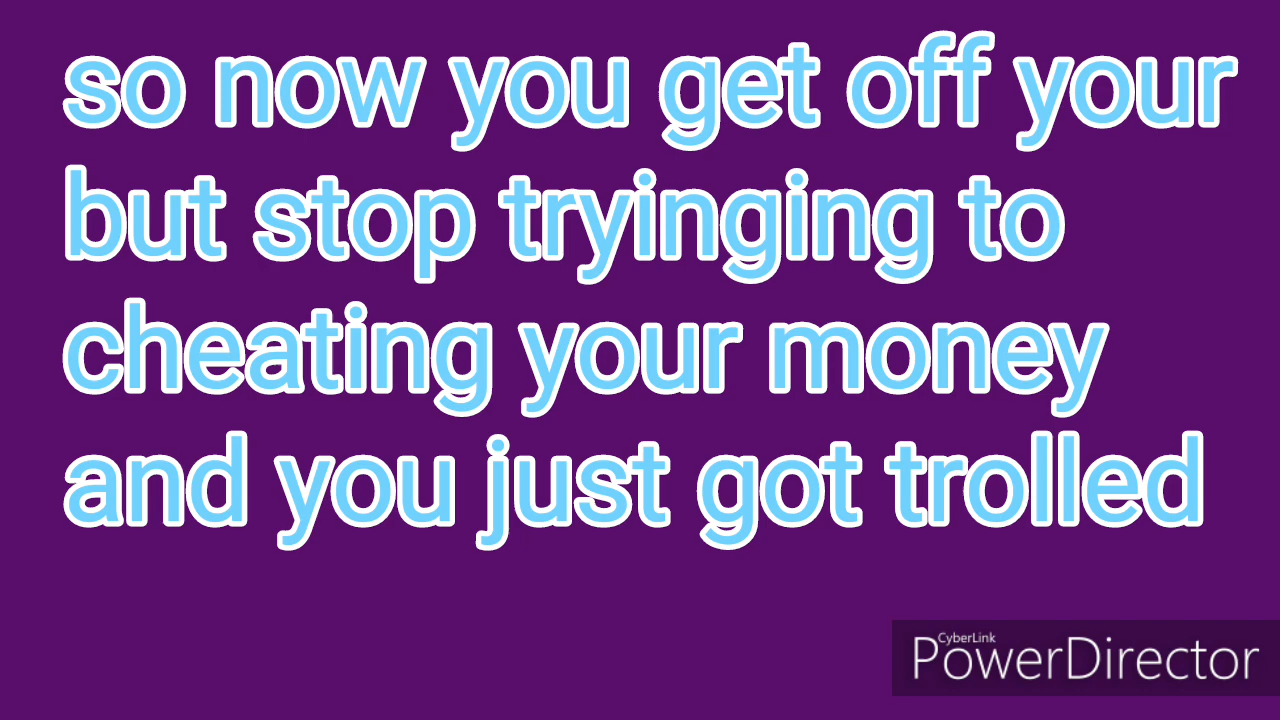 so now you get off your
but stop tryinging to
cheating your money
and you just got trolled
CyberLink
PowerDirector